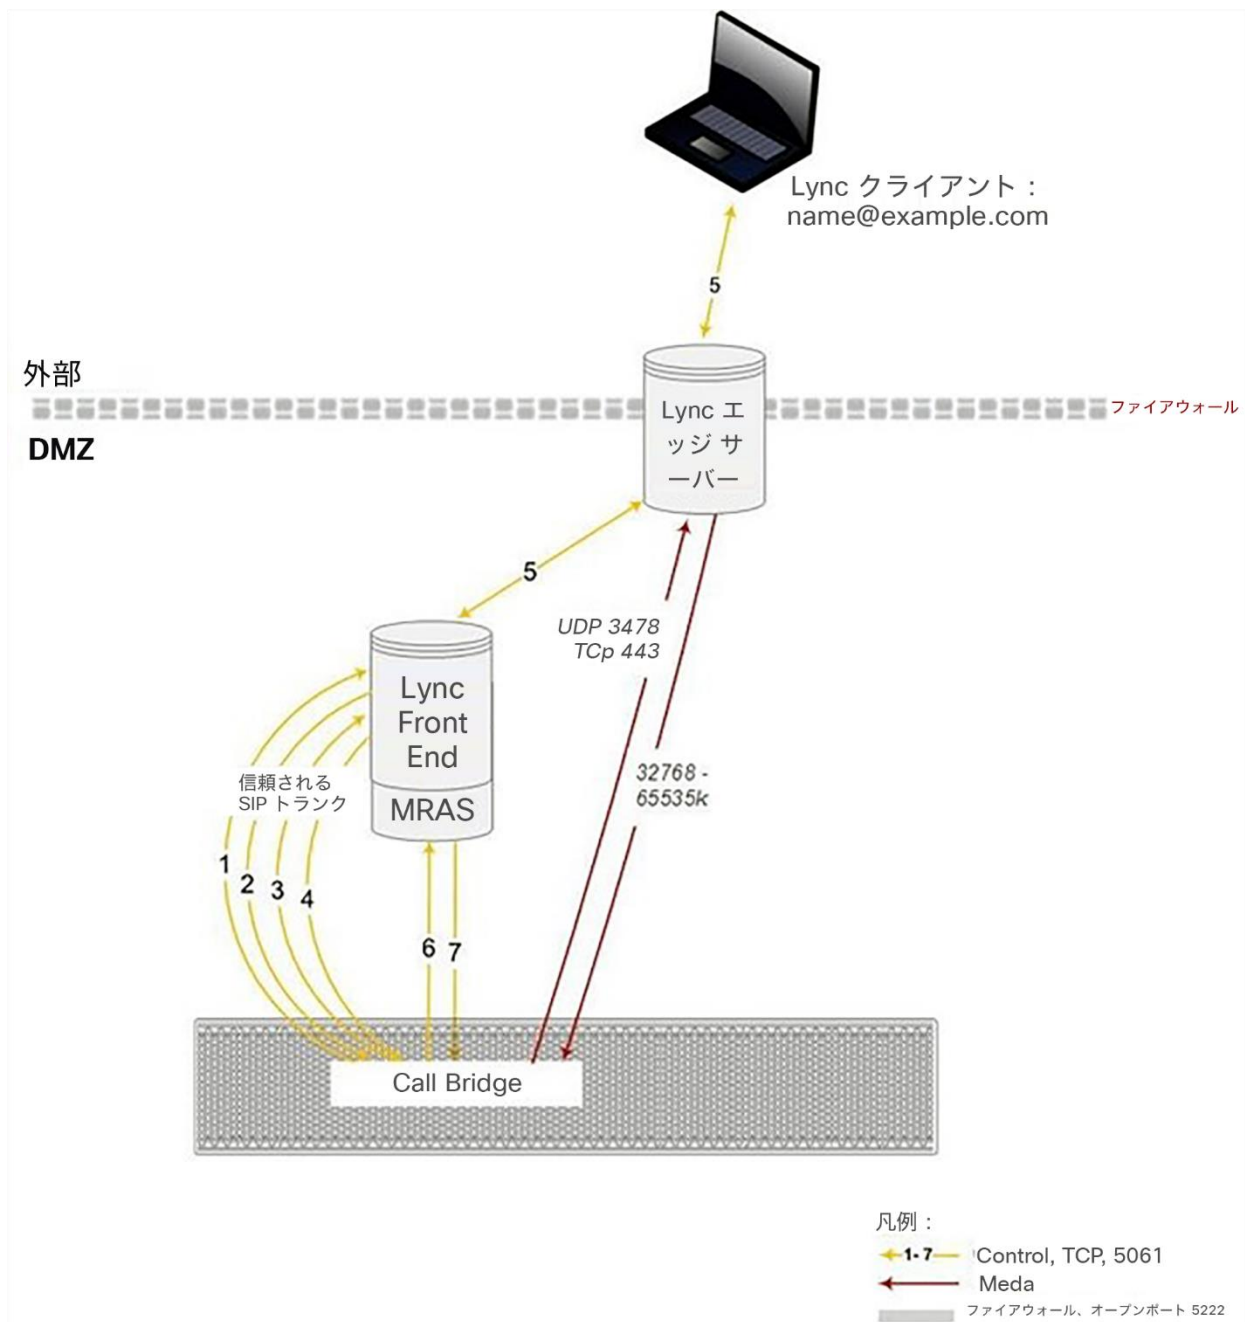 Lync クライアント：
name@example.com
5
外部
ファイアウォール
DMZ
Lync エ
ッジ サ
ーバー
5
UDP 3478
TCp 443
Lync
Front
End
MRAS
信頼される
SIP トランク
32768 -
65535k
1
2
3
4
6
7
Call Bridge
凡例：
1-7
Control, TCP, 5061
Meda
ファイアウォール、オープンポート 5222